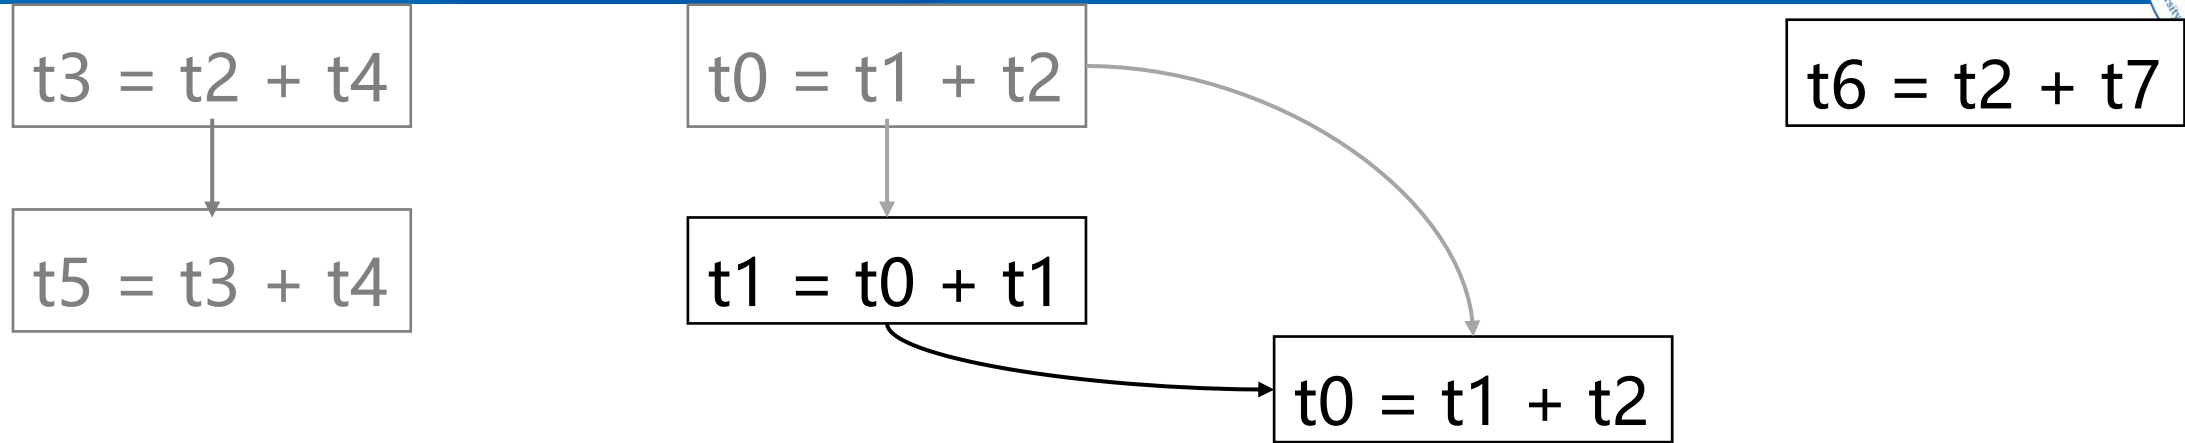 t3 = t2 + t4
t0 = t1 + t2
t6 = t2 + t7
t5 = t3 + t4
t1 = t0 + t1
t0 = t1 + t2